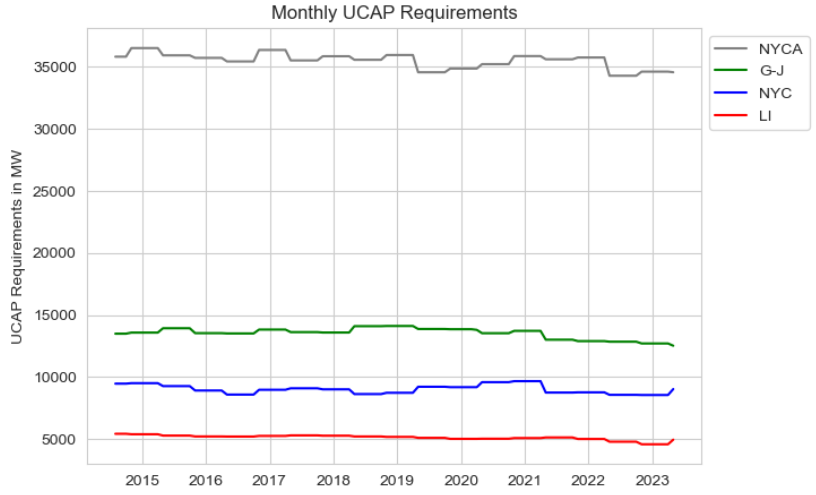 Monthly UCAP Requirements
UCAP Requirements in MW
35000
30000
25000
20000
15000
10000
5000
2015 2016 2017 2018 2019 2020 2021 2022 2023
NYCA
G-J
NYC
LI